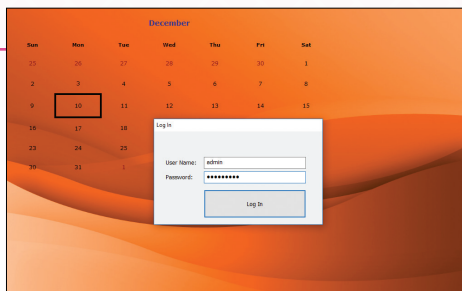 December
Sun Mon Tue Wed Thu Fri Sat
25 26 27 28 29 30 1
2 3 4 5 6 7 8
9 10 11 12 13 14 15
16 17 18
23 24 25
30 31 1
Log In
User Name: admin
Password: •••••••••
Log In